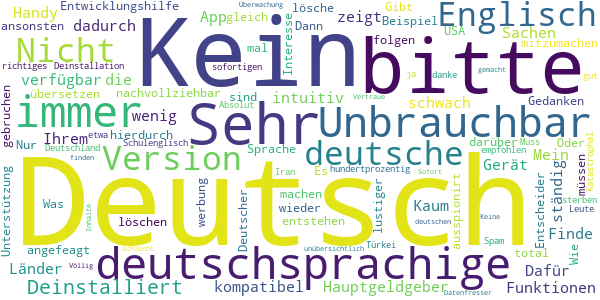 Handy Entwicklungshilfe Überwachung lösche Gibt Englisch
ansonsten dadurch App gleich Interesse Dann zeigt Beispiel USA Sachen
richtiges Deinstallation Nicht Kein mal sofortigen folgen bitte mitzumachen
verfügbar die ja danke gemacht gut
übersetzen nachvollziehbar sind intuitiv schwach Gedanken
gebrochen immer wenig Absolut Vertraue Sehr Unbrauchbar
Ihrem etwa hierdurch
Nur Schulenglisch Sprache deutsche darüber Muss Oder
Deutschland Version hundertprozentig empfohlen Mein Katastrophal
finden Iran Es Gerät müssen
Unterstützung Deutsch machen Sofort
Was löschen werbung Deutscher wieder lustiger Kaum ausspioniert Entscheider ständig sterben
entstehen deutschen Finde Leute
angefeagt Inhalte deutschsprachige Keine Wie
Länder schlecht unübersichtlich Türkei Spam total Dafür
Deinstalliert kompatibel Hauptgeldgeber Funktionen
Völlig Datenfresser